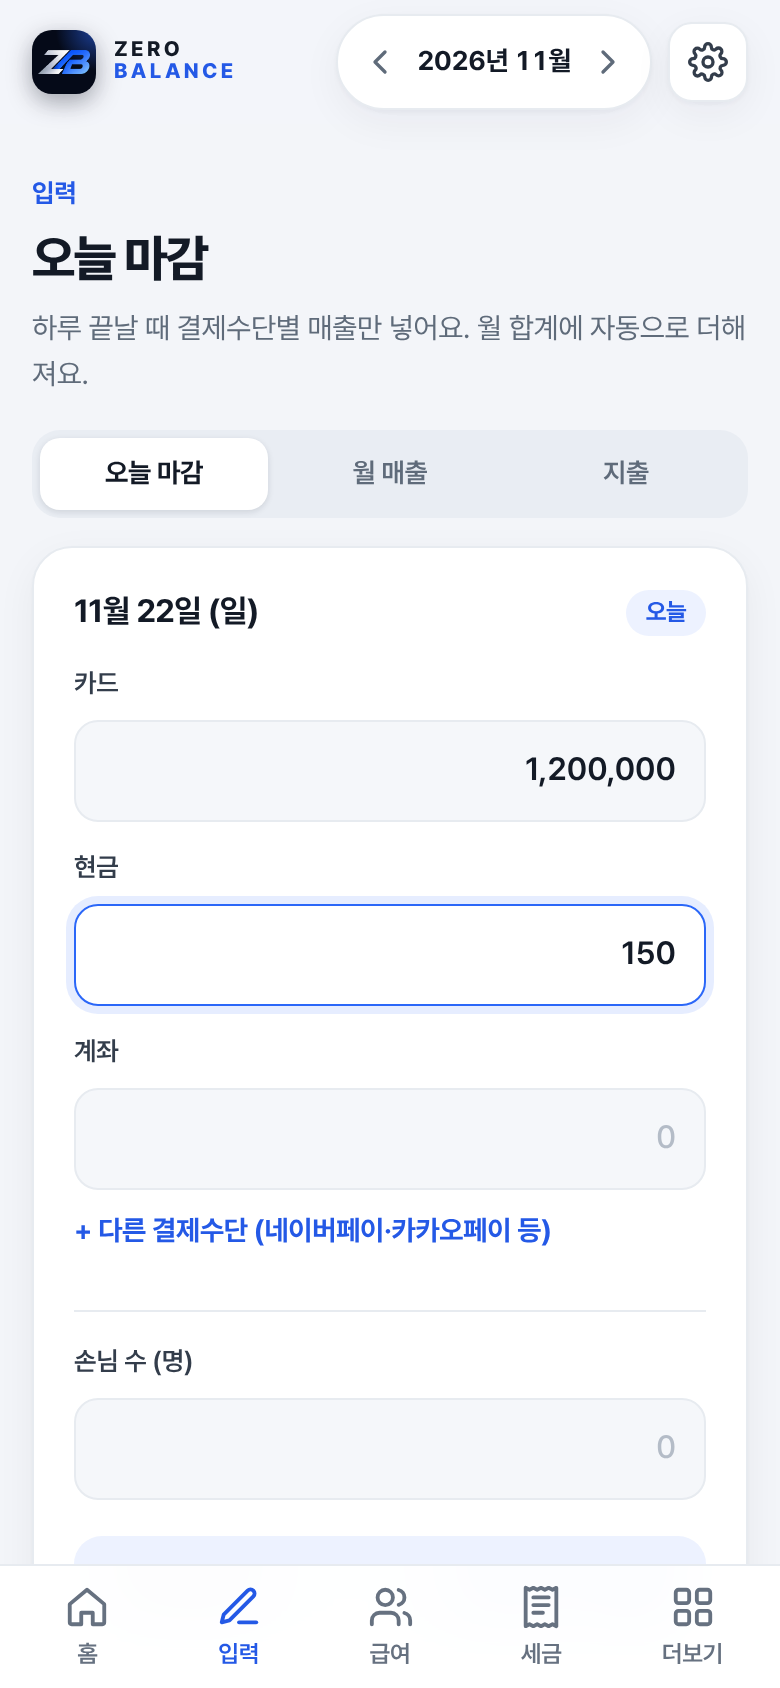 ZB
ZERO
BALANCE
2026년 11월
입력
오늘 마감
하루 끝날 때 결제수단별 매출만 넣어요. 월 합계에 자동으로 더해
져요.
오늘 마감
월 매출
지출
11월 22일 (일)
오늘
카드
1,200,000
현금
150
계좌
0
+ 다른 결제수단 (네이버페이·카카오페이 등)
손님 수 (명)
0
홈
입력
급여
세금
더보기